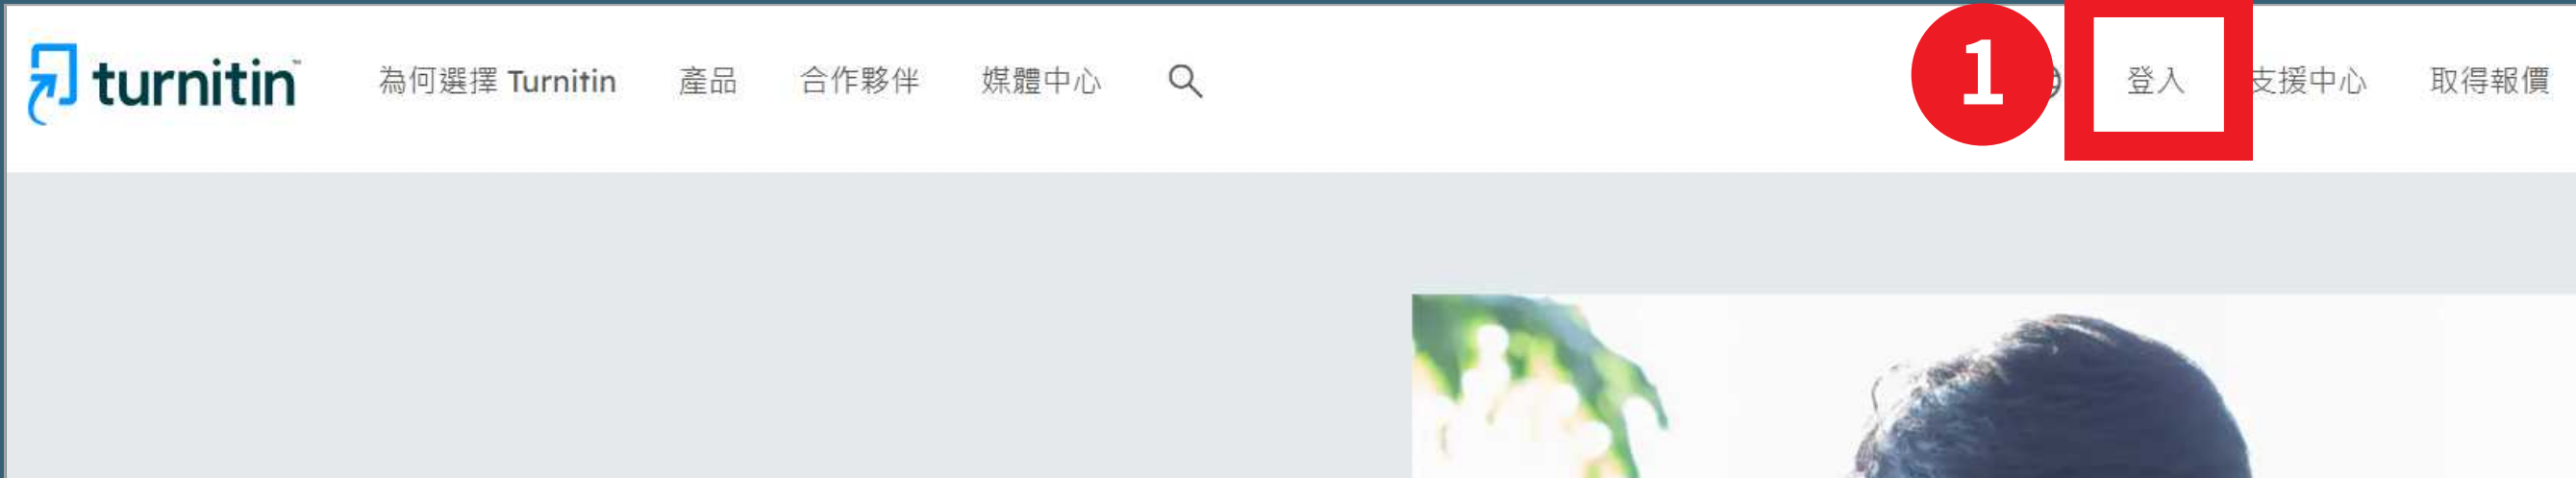 turnitin™ 為何選擇 Turnitin 產品 合作夥伴 媒體中心 1 登入 支援中心 取得報價